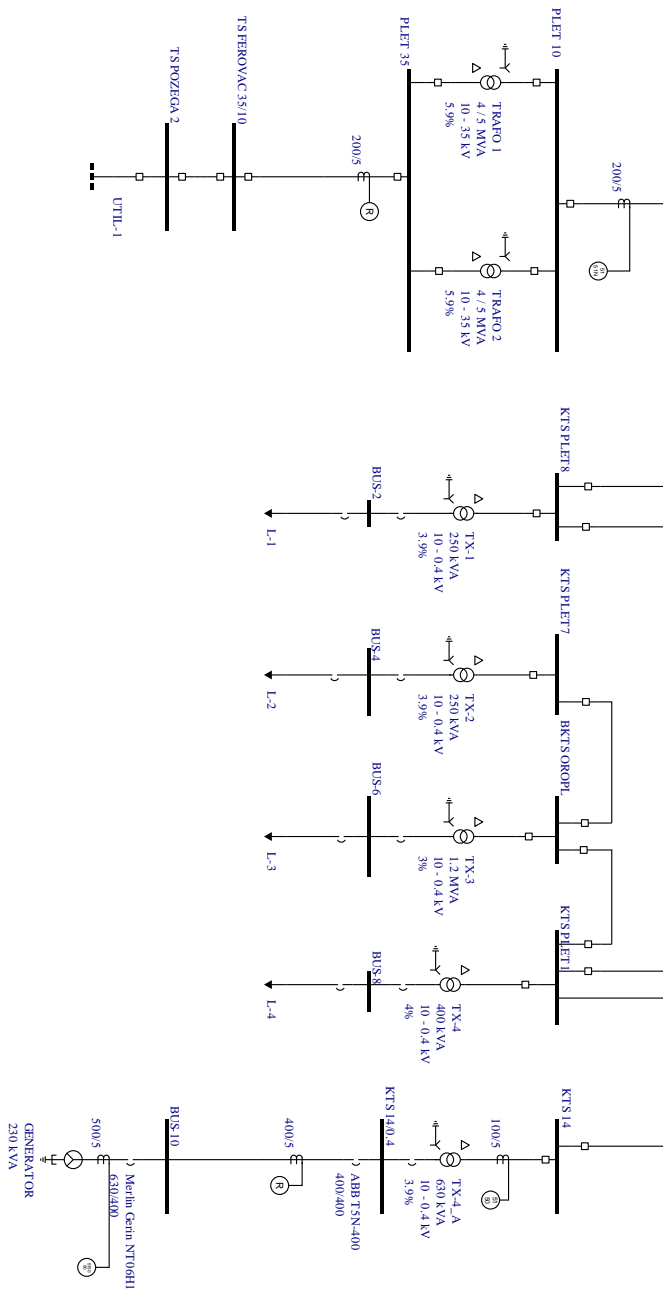 PLET 10
200/5
51
51N
TRAFO 1
4 / 5 MVA
10 - 35 kV
5.9%
TRAFO 2
4 / 5 MVA
10 - 35 kV
5.9%
PLET 35
200/5
R
TS FEROVAC 35/10
TS POZEGA 2
UTIL-1
KTS PLET8
TX-1
250 kVA
10 - 0.4 kV
3.9%
BUS-2
L-1
KTS PLET7
TX-2
250 kVA
10 - 0.4 kV
3.9%
BUS-4
L-2
BKTS OROPL
TX-3
1.2 MVA
10 - 0.4 kV
3%
BUS-6
L-3
KTS PLET1
TX-4
400 kVA
10 - 0.4 kV
4%
BUS-8
L-4
KTS 14
100/5
51
50
TX-4_A
630 kVA
10 - 0.4 kV
3.9%
KTS 14/0.4
ABB T5N-400
400/400
400/5
R
BUS-10
Merlin Gerin NT06H1
630/400
500/5
GENERATOR
230 kVA